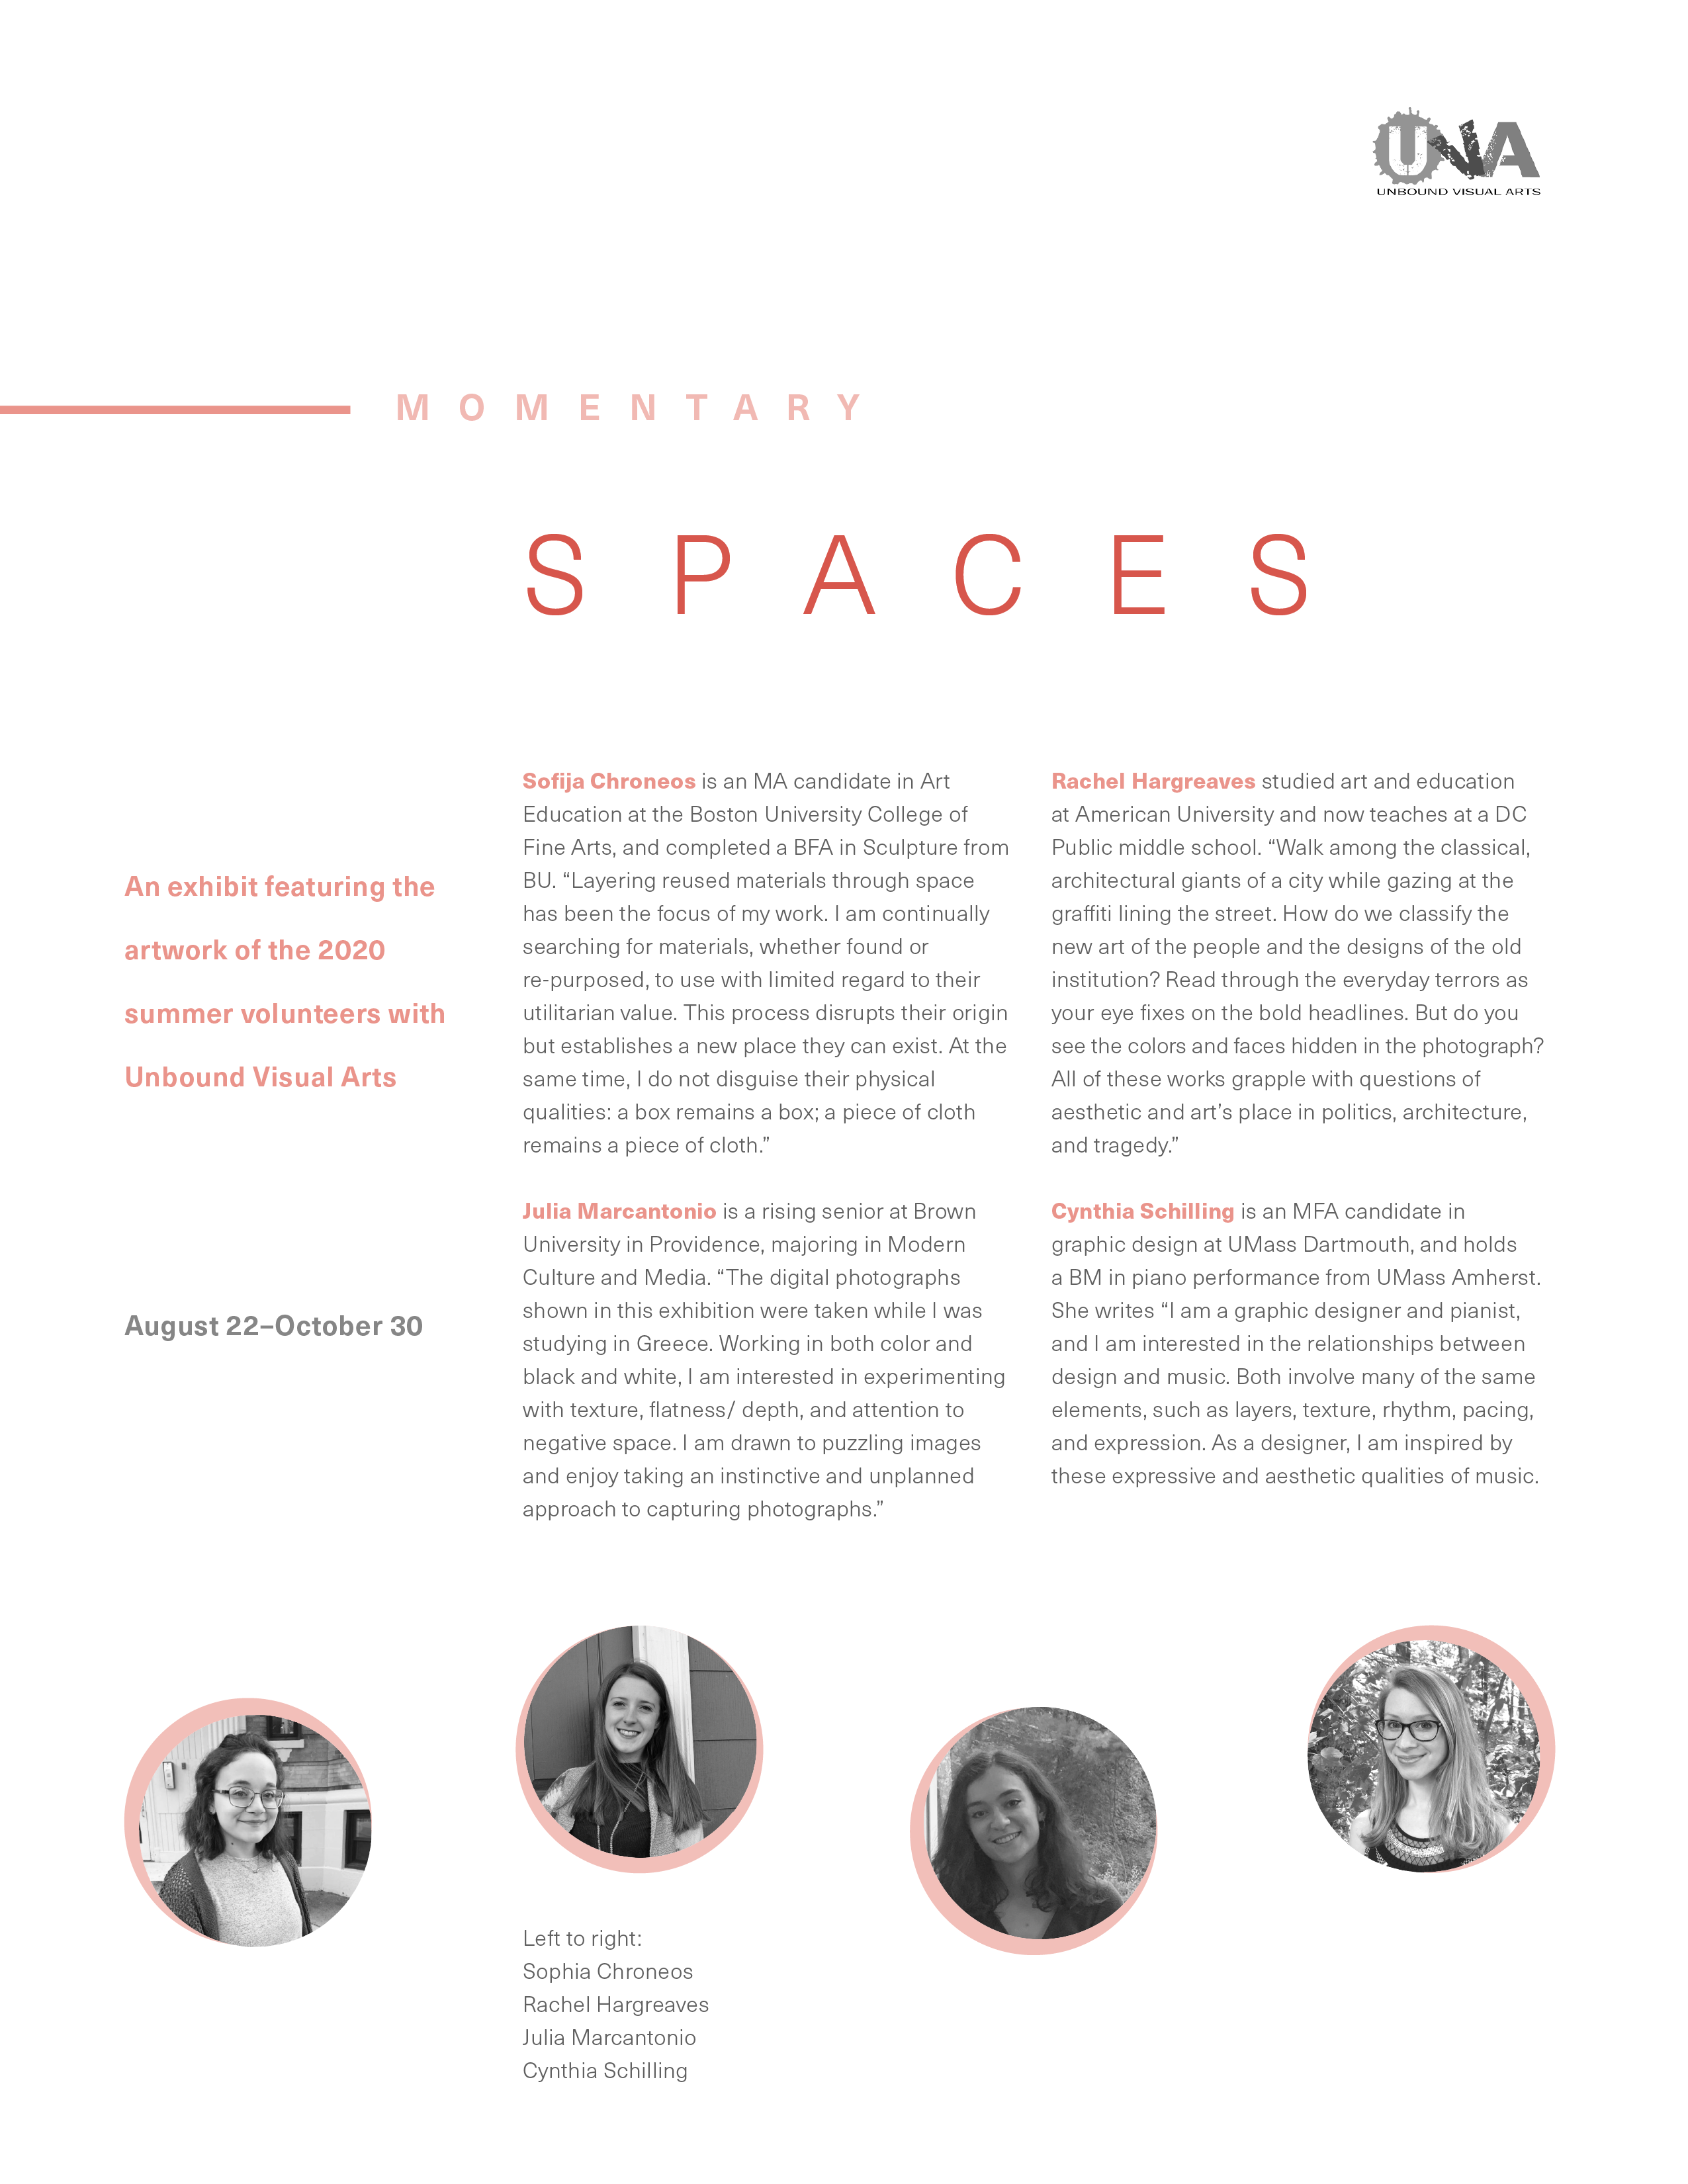 UNA
UNBOUND VISUAL ARTS
MOMENTARY
SPACES
An exhibit featuring the
artwork of the 2020
summer volunteers with
Unbound Visual Arts
August 22–October 30
Sofija Chroneos is an MA candidate in Art
Education at the Boston University College of
Fine Arts, and completed a BFA in Sculpture from
BU. “Layering reused materials through space
has been the focus of my work. I am continually
searching for materials, whether found or
re-purposed, to use with limited regard to their
utilitarian value. This process disrupts their origin
but establishes a new place they can exist. At the
same time, I do not disguise their physical
qualities: a box remains a box; a piece of cloth
remains a piece of cloth.”
Julia Marcantonio is a rising senior at Brown
University in Providence, majoring in Modern
Culture and Media. “The digital photographs
shown in this exhibition were taken while I was
studying in Greece. Working in both color and
black and white, I am interested in experimenting
with texture, flatness/ depth, and attention to
negative space. I am drawn to puzzling images
and enjoy taking an instinctive and unplanned
approach to capturing photographs.”
Rachel Hargreaves studied art and education
at American University and now teaches at a DC
Public middle school. “Walk among the classical,
architectural giants of a city while gazing at the
graffiti lining the street. How do we classify the
new art of the people and the designs of the old
institution? Read through the everyday terrors as
your eye fixes on the bold headlines. But do you
see the colors and faces hidden in the photograph?
All of these works grapple with questions of
aesthetic and art’s place in politics, architecture,
and tragedy.”
Cynthia Schilling is an MFA candidate in
graphic design at UMass Dartmouth, and holds
a BM in piano performance from UMass Amherst.
She writes “I am a graphic designer and pianist,
and I am interested in the relationships between
design and music. Both involve many of the same
elements, such as layers, texture, rhythm, pacing,
and expression. As a designer, I am inspired by
these expressive and aesthetic qualities of music.
Left to right:
Sophia Chroneos
Rachel Hargreaves
Julia Marcantonio
Cynthia Schilling